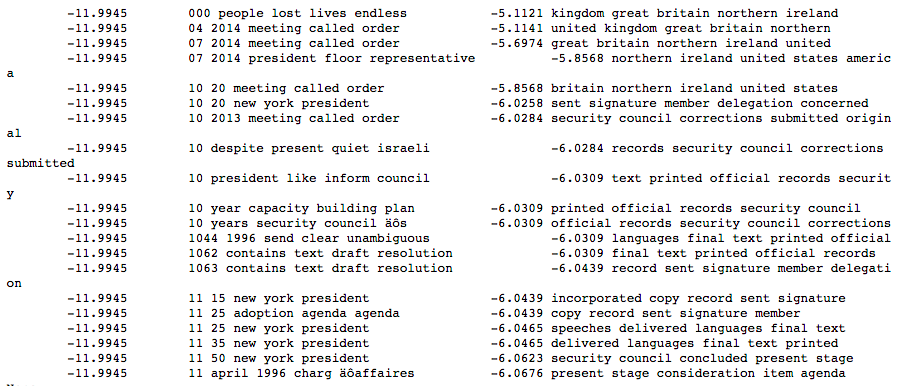 -11.9945 000 people lost lives endless -5.1121 kingdom great britain northern ireland
-11.9945 04 2014 meeting called order -5.1141 united kingdom great britain northern
-11.9945 07 2014 meeting called order -5.6974 great britain northern ireland united
-11.9945 07 2014 president floor representative -5.8568 northern ireland united states americ
a
-11.9945 10 20 meeting called order -5.8568 britain northern ireland united states
-11.9945 10 20 new york president -6.0258 sent signature member delegation concerned
-11.9945 10 2013 meeting called order -6.0284 security council corrections submitted origin
al
-11.9945 10 despite present quiet israeli -6.0284 records security council corrections
submitted
-11.9945 10 president like inform council -6.0309 text printed official records securit
y
-11.9945 10 year capacity building plan -6.0309 printed official records security council
-11.9945 10 years security council äôs -6.0309 official records security council corrections
-11.9945 1044 1996 send clear unambiguous -6.0309 languages final text printed official
-11.9945 1062 contains text draft resolution -6.0309 final text printed official records
-11.9945 1063 contains text draft resolution -6.0439 record sent signature member delegati
on
-11.9945 11 15 new york president -6.0439 incorporated copy record sent signature
-11.9945 11 25 adoption agenda agenda -6.0439 copy record sent signature member
-11.9945 11 25 new york president -6.0465 speeches delivered languages final text
-11.9945 11 35 new york president -6.0465 delivered languages final text printed
-11.9945 11 50 new york president -6.0623 security council concluded present stage
-11.9945 11 april 1996 charg äôaffaires -6.0676 present stage consideration item agenda